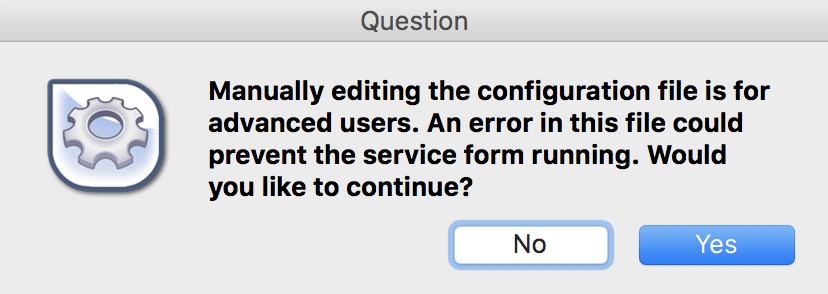 Question
Manually editing the configuration file is for
advanced users. An error in this file could
prevent the service form running. Would
you like to continue?
No
Yes